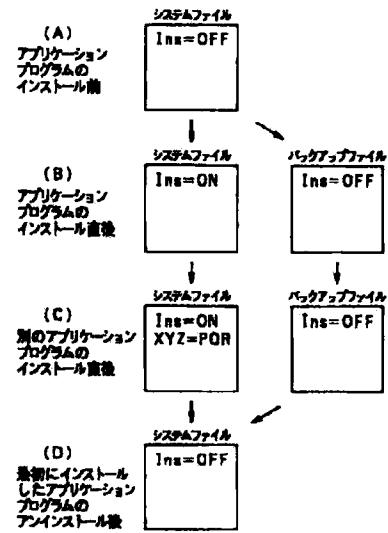 システムファイル
(A)
アプリケーション
プログラムの
インストール前
Ins=OFF
システムファイル
バックアップファイル
(B)
アプリケーション
プログラムの
インストール直後
Ins=ON
Ins=OFF
システムファイル
バックアップファイル
(C)
別のアプリケーション
プログラムの
インストール直後
Ins=ON
XYZ=PQR
Ins=OFF
システムファイル
(D)
最初にインストール
したアプリケーション
プログラムの
アンインストール後
Ins=OFF